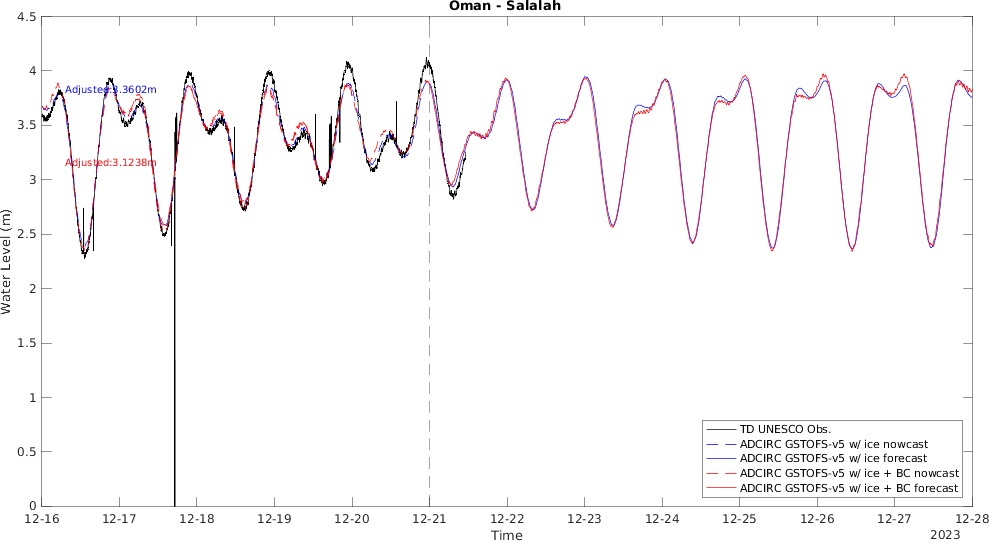 Oman - Salalah
4.5
4
3.5
3
2.5
2
1.5
1
0.5
0
Water Level (m)
Adjusted:3.3602m
Adjusted:3.1238m
TD UNESCO Obs.
ADCIRC GSTOFS-v5 w/ ice nowcast
ADCIRC GSTOFS-v5 w/ ice forecast
ADCIRC GSTOFS-v5 w/ ice + BC nowcast
ADCIRC GSTOFS-v5 w/ ice + BC forecast
12-16 12-17 12-18 12-19 12-20 12-21 12-22 12-23 12-24 12-25 12-26 12-27 12-28
Time
2023